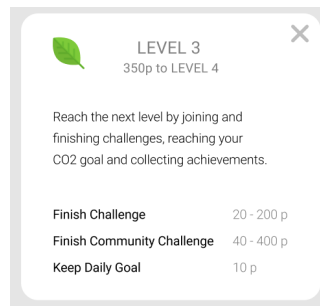 LEVEL 3
350p to LEVEL 4
Reach the next level by joining and
finishing challenges, reaching your
CO2 goal and collecting achievements.
Finish Challenge 20 - 200 p
Finish Community Challenge 40 - 400 p
Keep Daily Goal 10 p